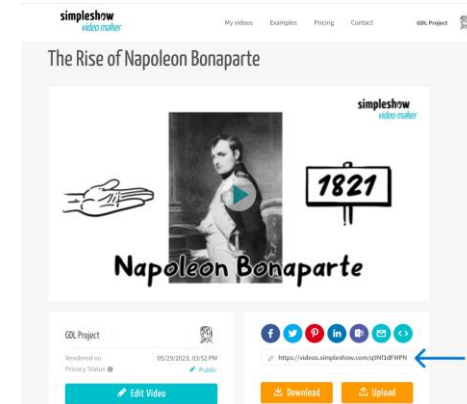 simpleshow
video maker
My videos Examples Pricing Contact GDL Project
The Rise of Napoleon Bonaparte
simpleshow
video maker
1821
Napoleon Bonaparte
GDL Project
Rendered on 05/29/2023, 03:52 PM
Privacy Status Public
Edit Video
https://videos.simpleshow.com/q9Nf1dFMPN
Download Upload